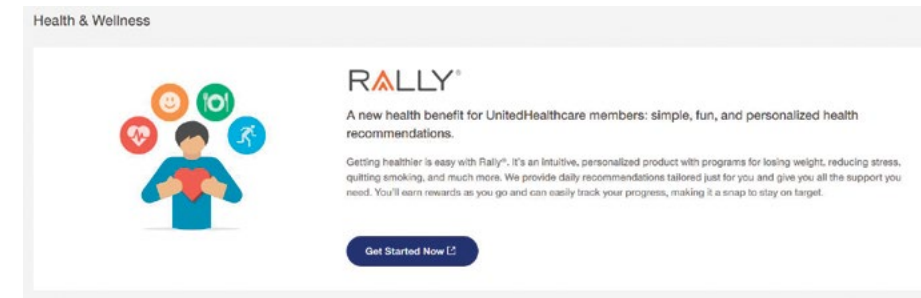 Health & Wellness
RALLY®
A new health benefit for UnitedHealthcare members: simple, fun, and personalized health
recommendations.
Getting healthier is easy with Rally®. It's an intuitive, personalized product with programs for losing weight, reducing stress,
quitting smoking, and much more. We provide daily recommendations tailored just for you and give you all the support you
need. You'll earn rewards as you go and can easily track your progress, making it a snap to stay on target.
Get Started Now